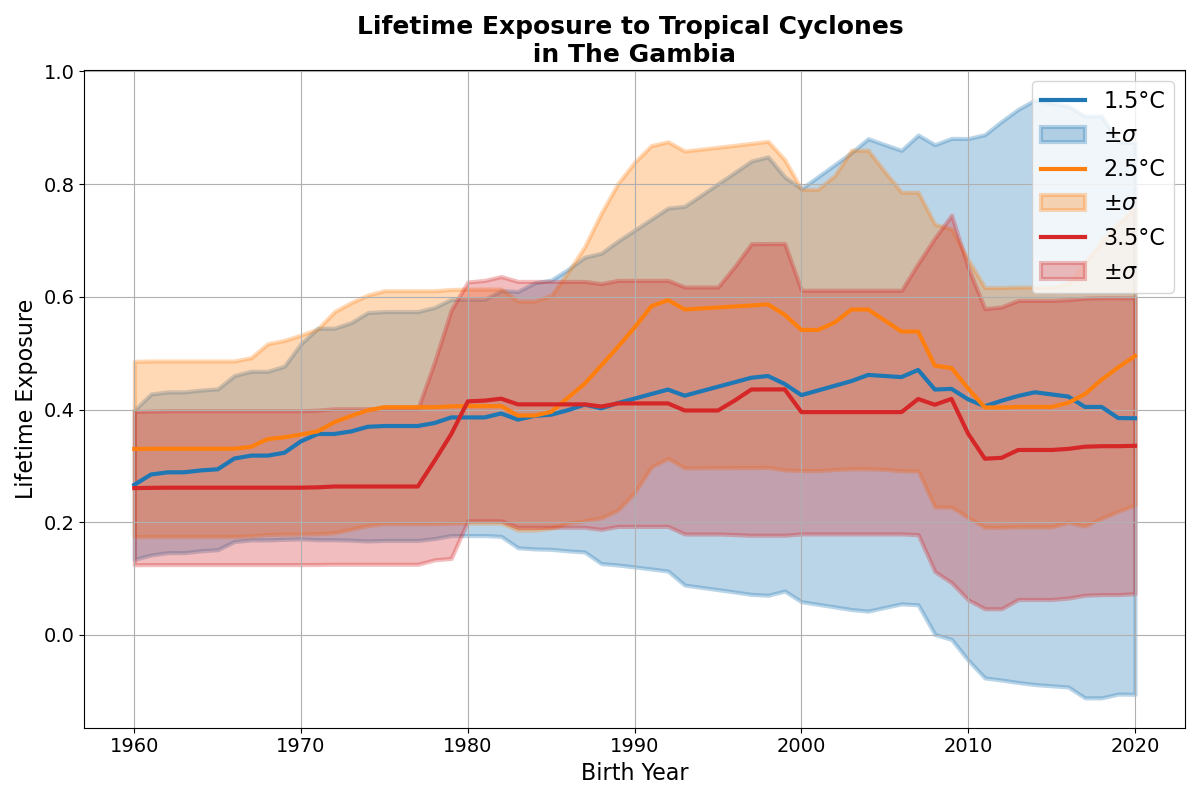 Lifetime Exposure to Tropical Cyclones
in The Gambia
1.0
0.8
0.6
0.4
0.2
0.0
Lifetime Exposure
1960
1970
1980
1990
2000
2010
2020
Birth Year
1.5°C
±σ
2.5°C
±σ
3.5°C
±σ